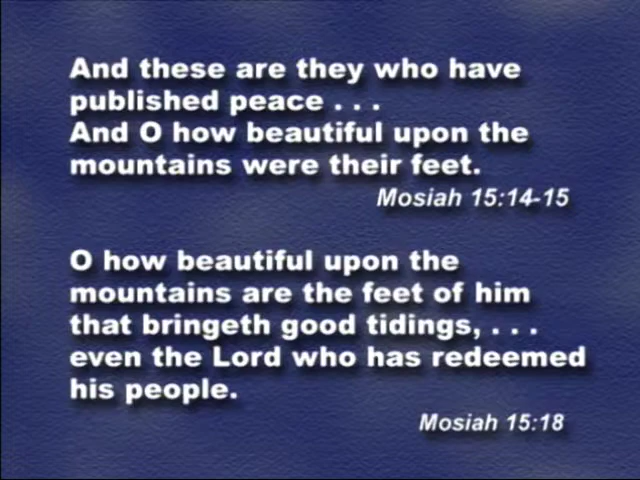 And these are they who have
published peace . . .
And O how beautiful upon the
mountains were their feet.
Mosiah 15:14-15
O how beautiful upon the
mountains are the feet of him
that bringeth good tidings, . . .
even the Lord who has redeemed
his people.
Mosiah 15:18